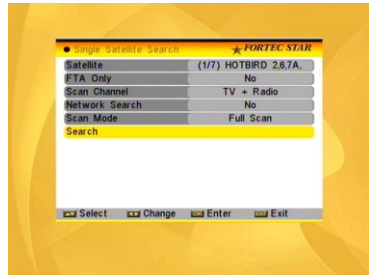 Single Satellite Search FORTEC STAR
Satellite (1/7) HOTBIRD 2,6,7A,
FTA Only No
Scan Channel TV + Radio
Network Search No
Scan Mode Full Scan
Search
Select Change Enter Exit